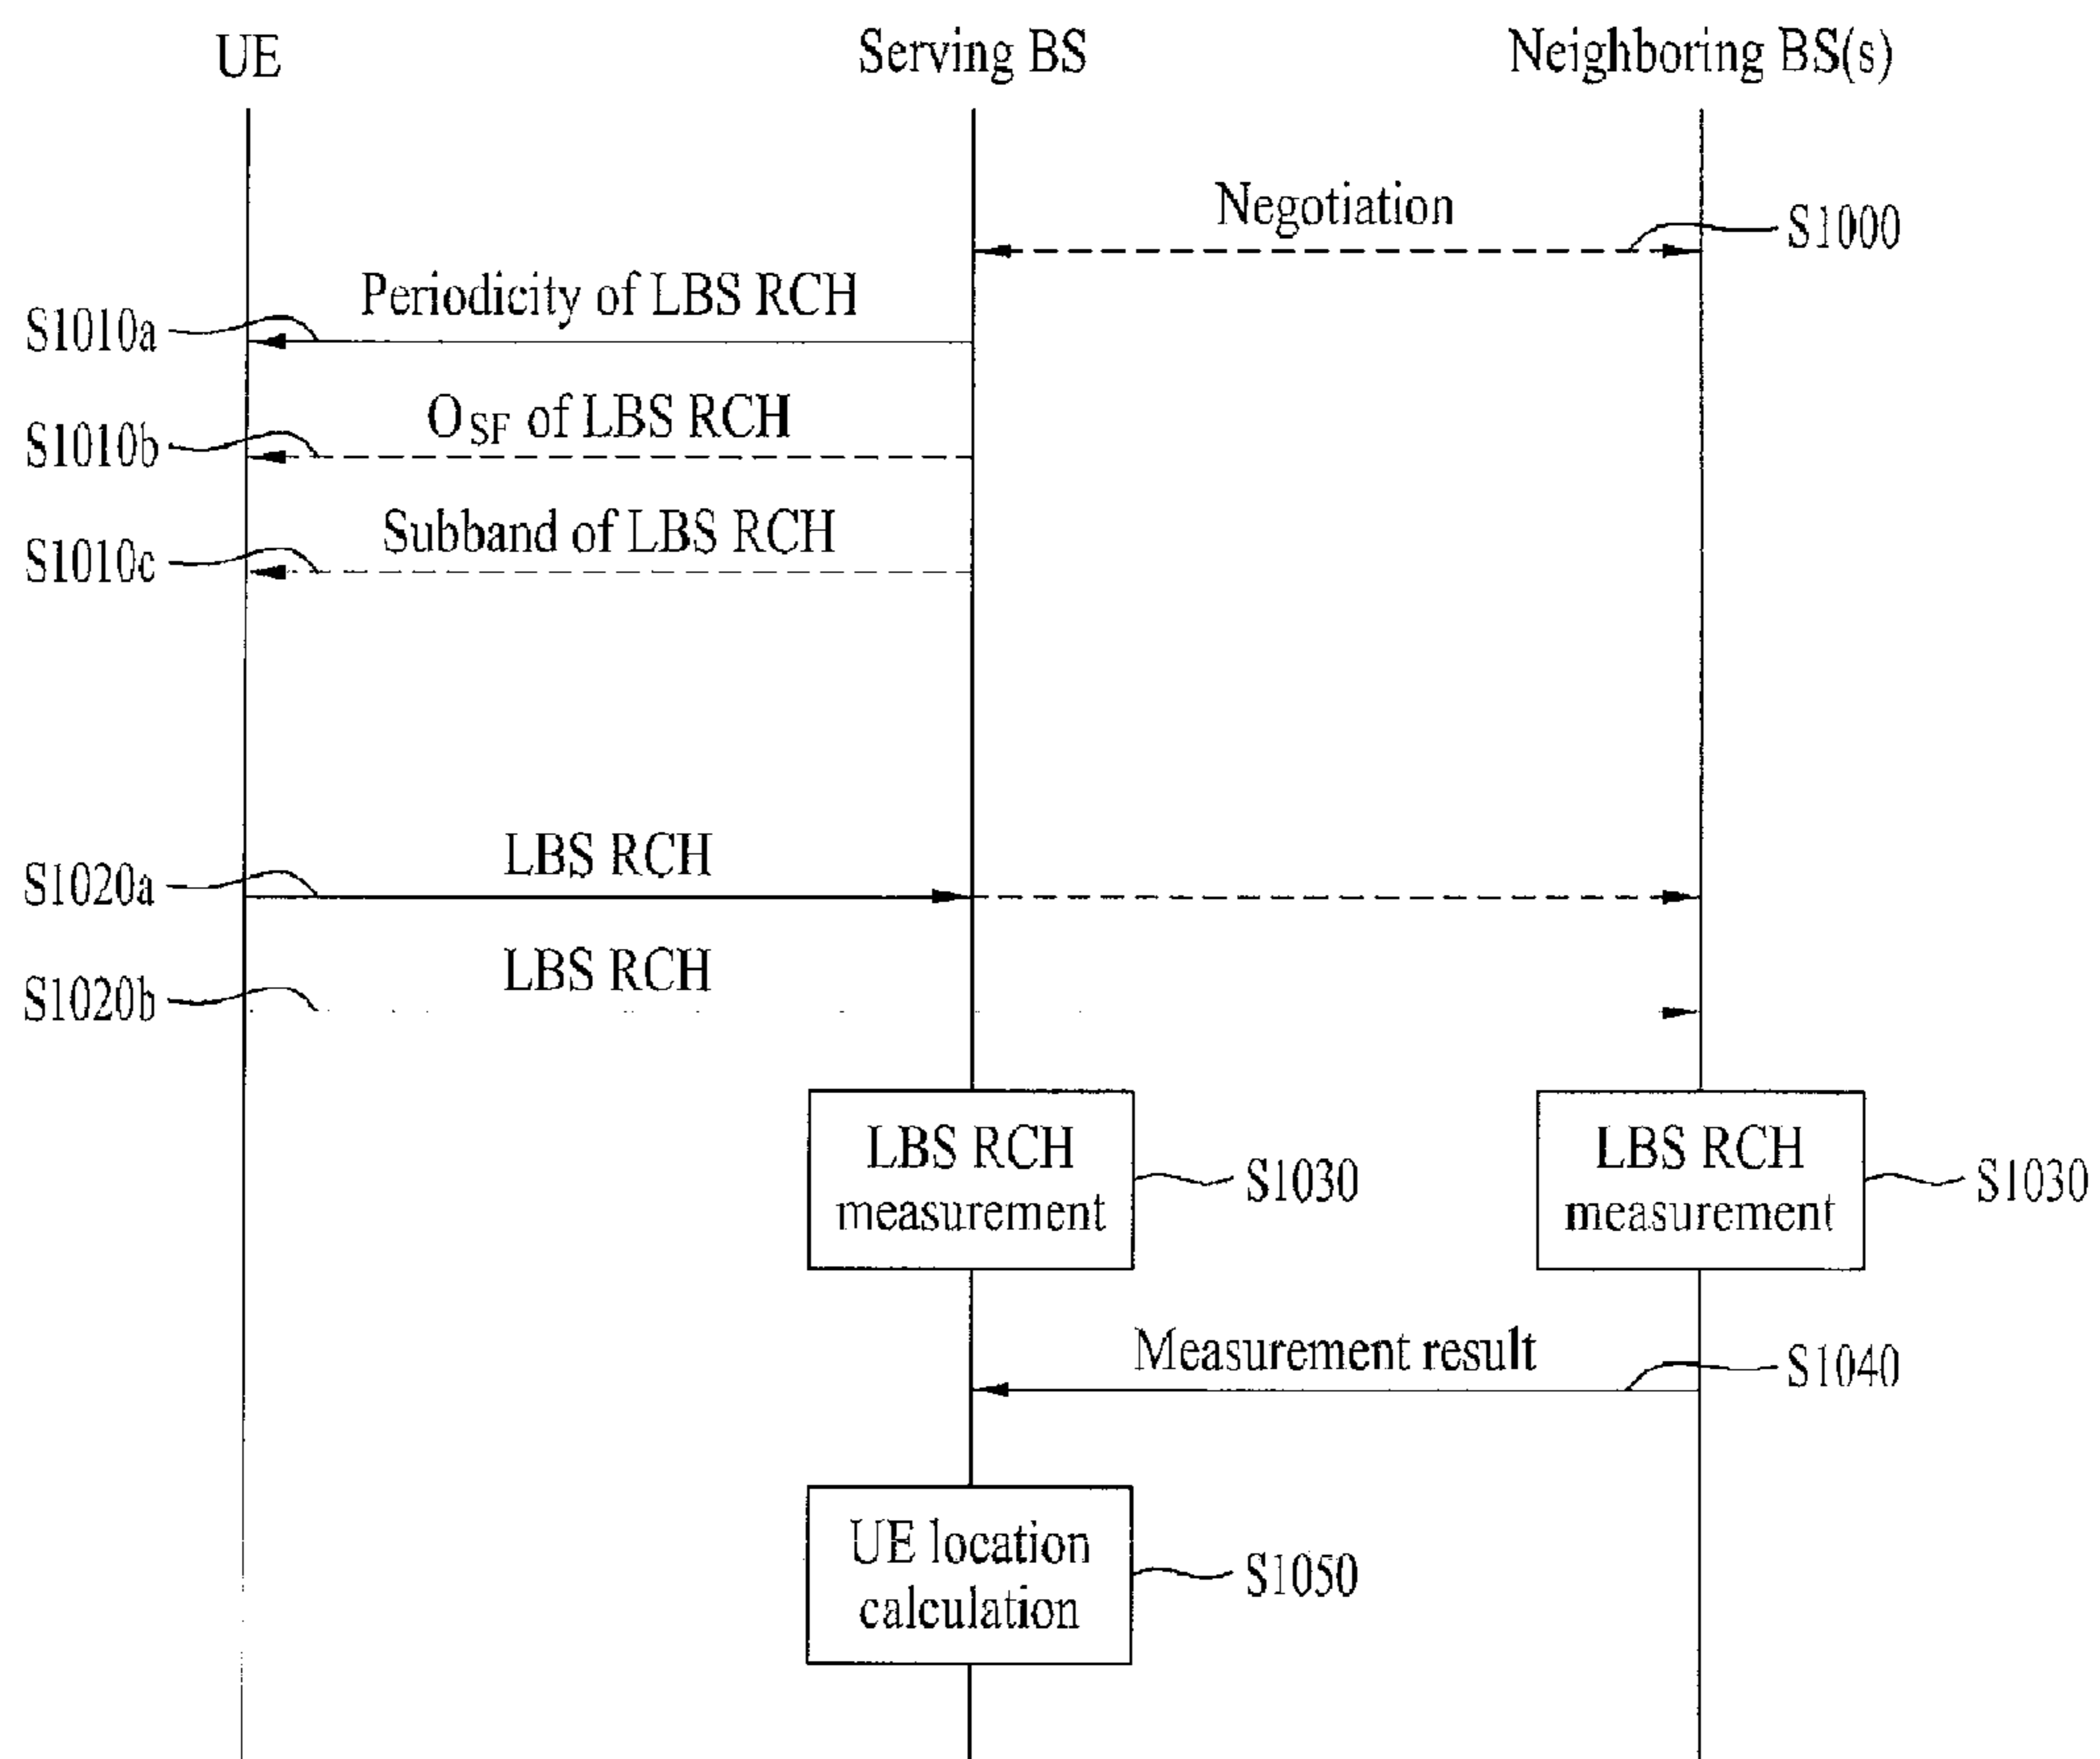 UE Serving BS Neighboring BS(s)
Negotiation S1000
Periodicity of LBS RCH
S1010a
OSF of LBS RCH
S1010b
Subband of LBS RCH
S1010c
LBS RCH
S1020a
LBS RCH
S1020b
LBS RCH
measurement
S1030
LBS RCH
measurement
S1030
Measurement result S1040
UE location
calculation
S1050